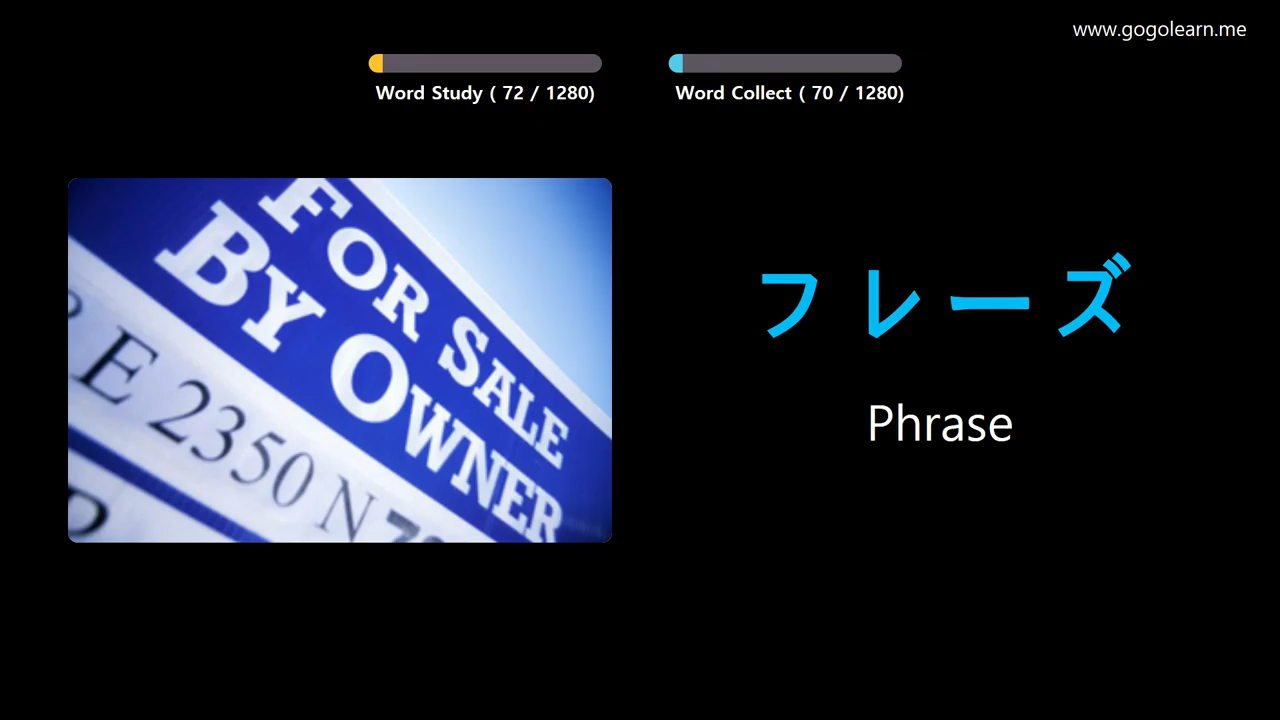 www.gogolearn.me
Word Study ( 72 / 1280)
Word Collect ( 70 / 1280)
FOR SALE
BY OWNER
E 2350 N
フレーズ
Phrase